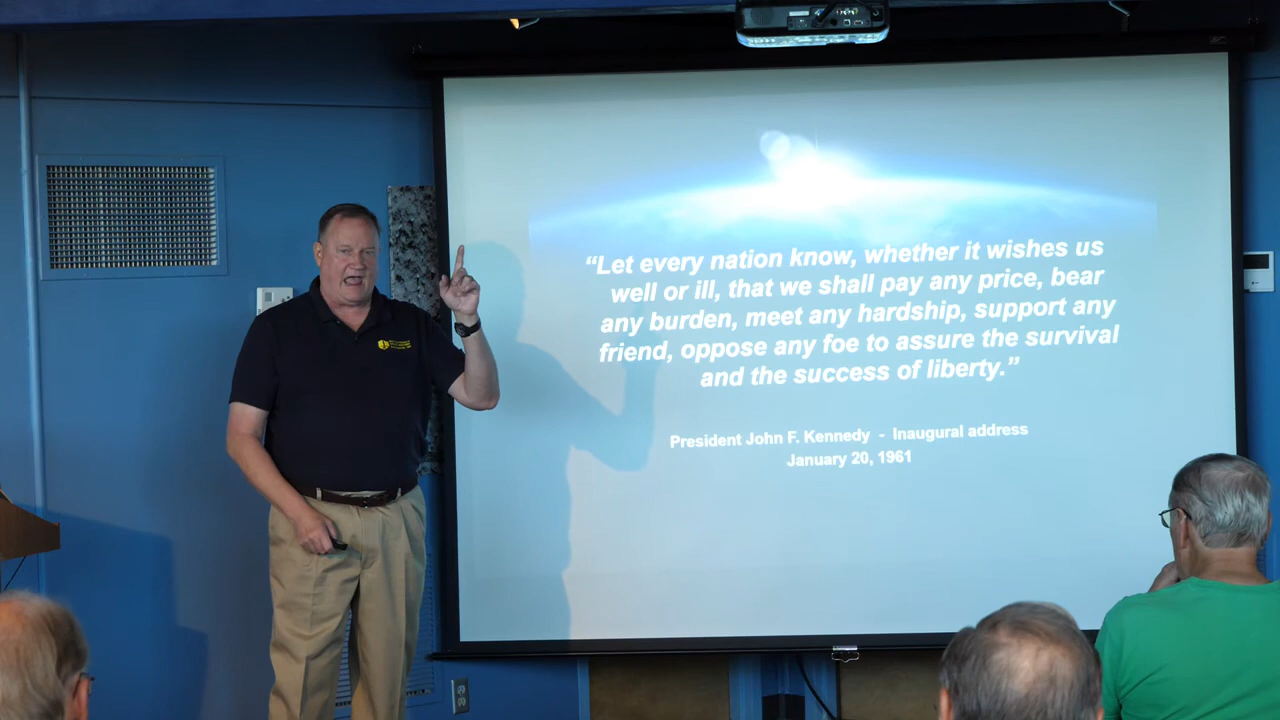 “Let every nation know, whether it wishes us
well or ill, that we shall pay any price, bear
any burden, meet any hardship, support any
friend, oppose any foe to assure the survival
and the success of liberty.”
President John F. Kennedy - Inaugural address
January 20, 1961